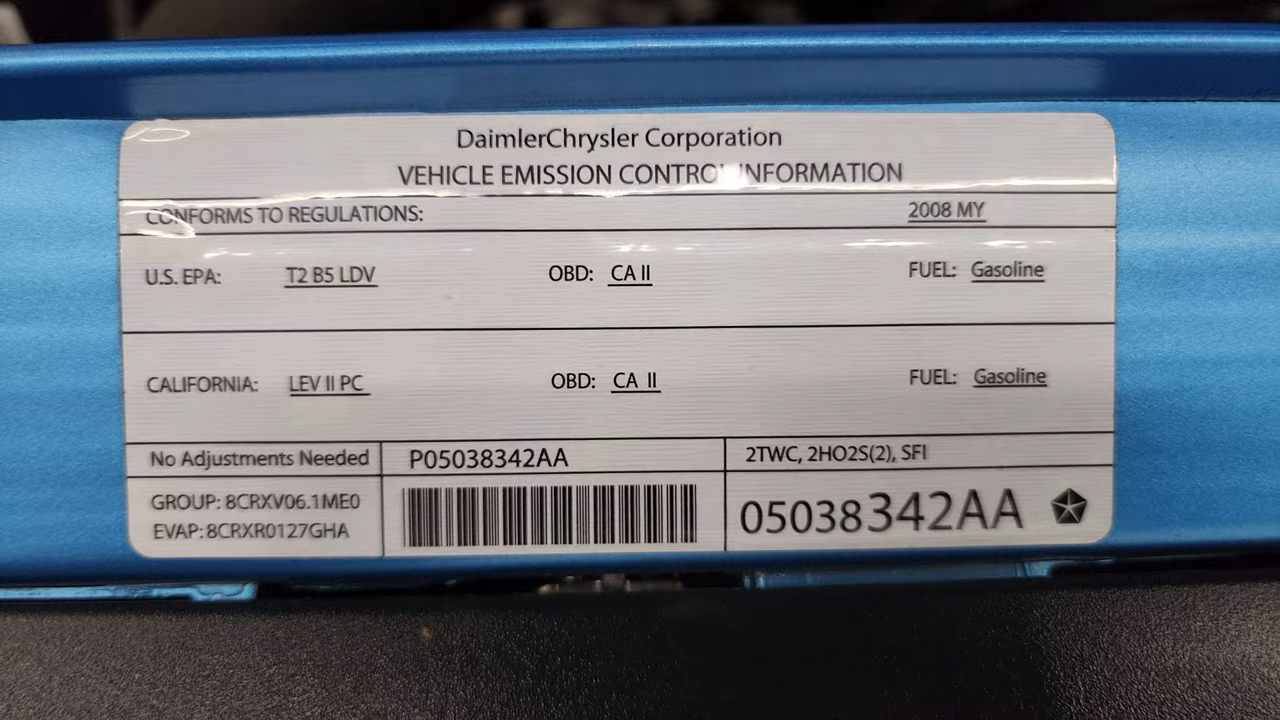 DaimlerChrysler Corporation
VEHICLE EMISSION CONTROL INFORMATION
CONFORMS TO REGULATIONS: 2008 MY
U.S. EPA: T2 B5 LDV OBD: CA II FUEL: Gasoline
CALIFORNIA: LEV II PC OBD: CA II FUEL: Gasoline
No Adjustments Needed P05038342AA 2TWC, 2HO2S(2), SFI
GROUP: 8CRXV06.1ME0
EVAP: 8CRXR0127GHA
05038342AA